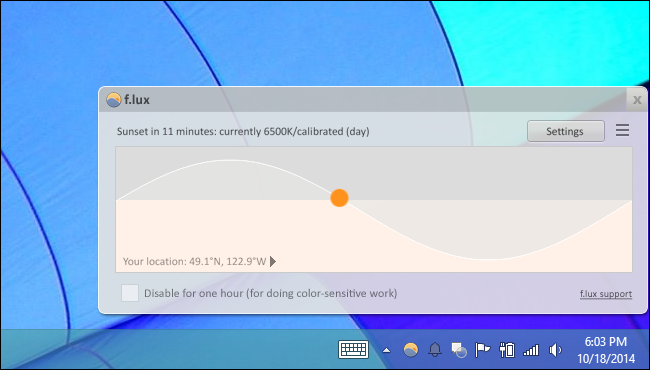 f.lux
x
Sunset in 11 minutes: currently 6500K/calibrated (day)
Settings
Your location: 49.1°N, 122.9°W
Disable for one hour (for doing color-sensitive work)
f.lux support
6:03 PM
10/18/2014